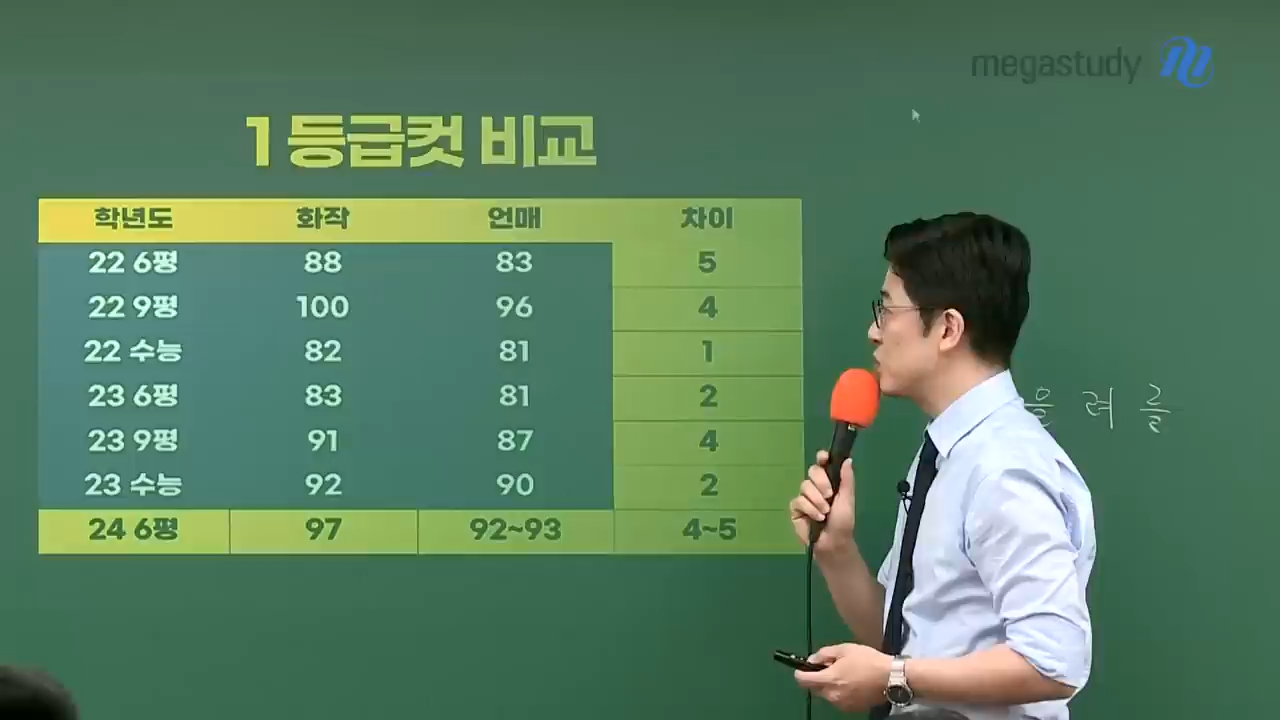 megastudy
1등급컷 비교
학년도 화작 언매 차이
22 6평 88 83 5
22 9평 100 96 4
22 수능 82 81 1
23 6평 83 81 2
23 9평 91 87 4
23 수능 92 90 2
24 6평 97 92~93 4~5
을 려 를